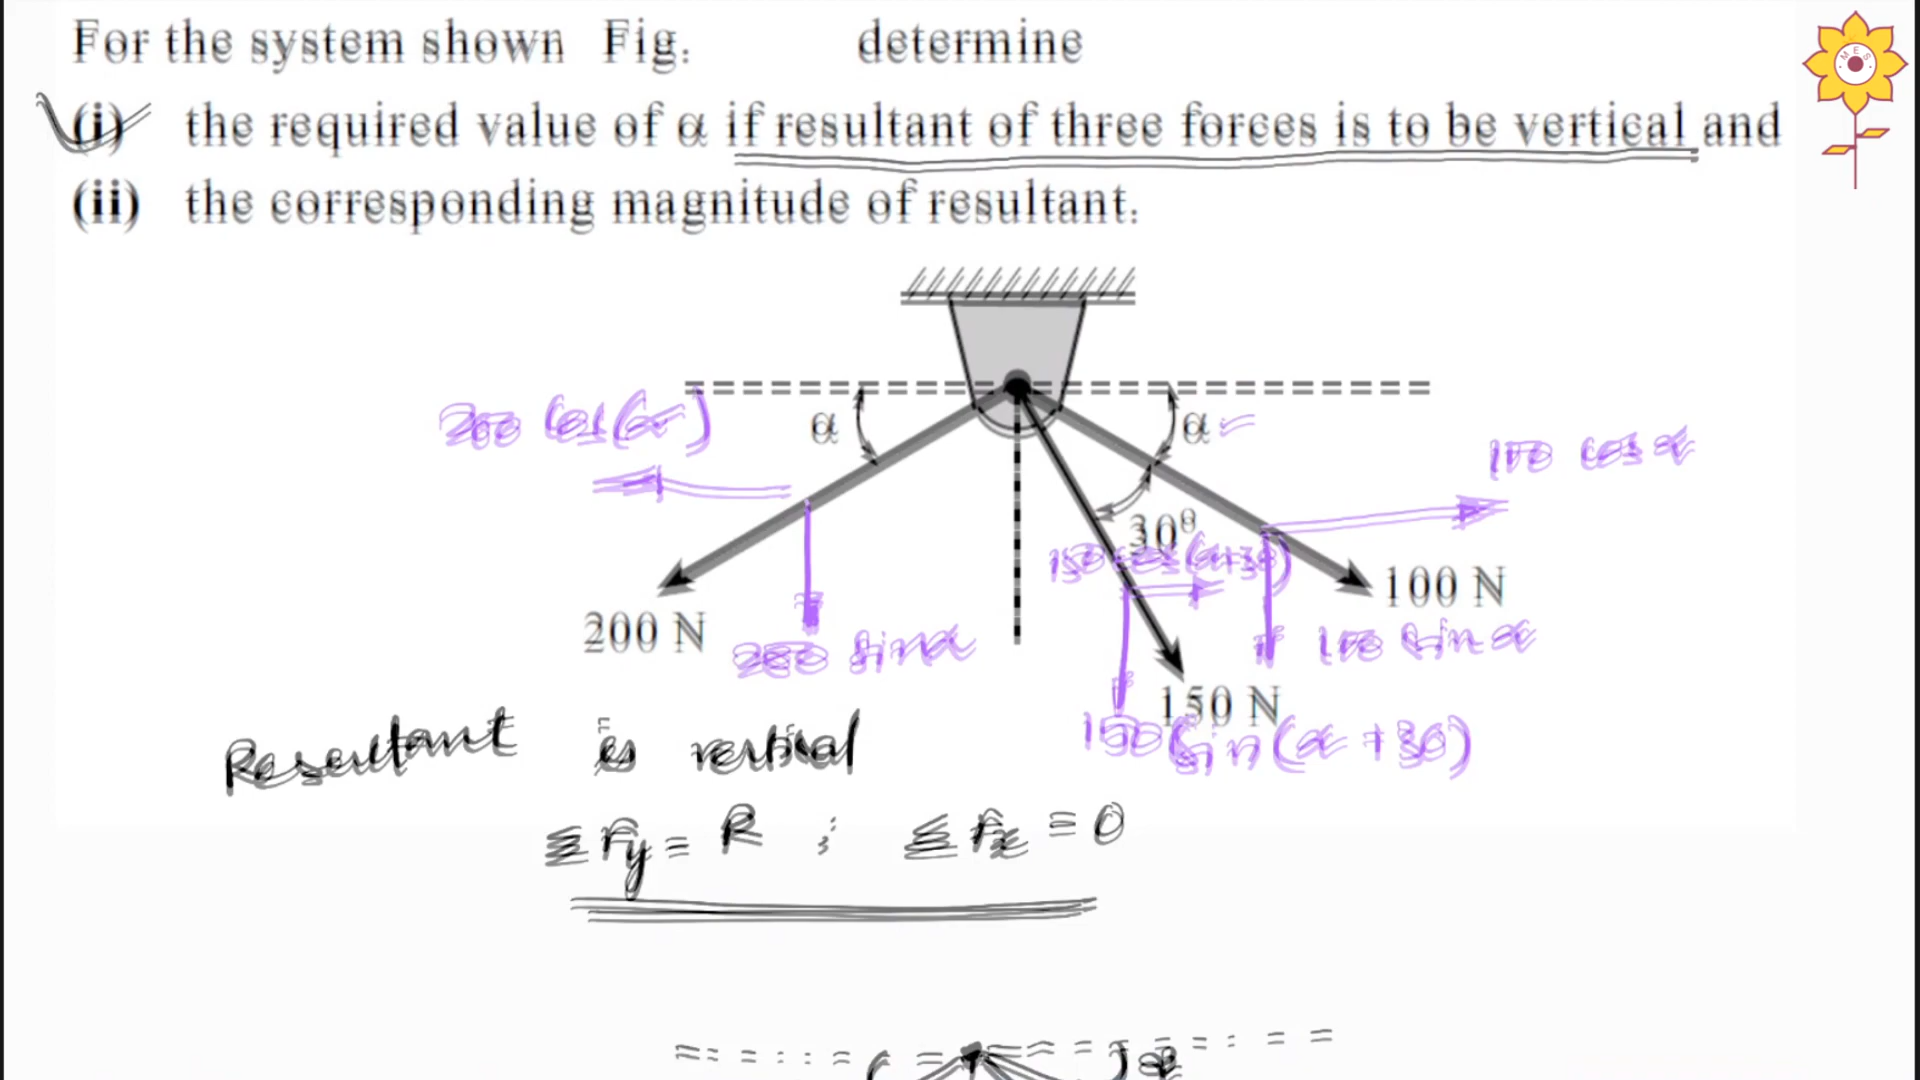 For the system shown Fig. determine
M E S
(i) the required value of α if resultant of three forces is to be vertical and
(ii) the corresponding magnitude of resultant.
200 cos(α)
α
α
100 cos α
30°
150 cos(α+30)
100 N
200 N
200 sin α
100 sin α
150 N
150 sin(α+30)
Resultant is vertical
Σ Fy = R ; Σ Fx = 0